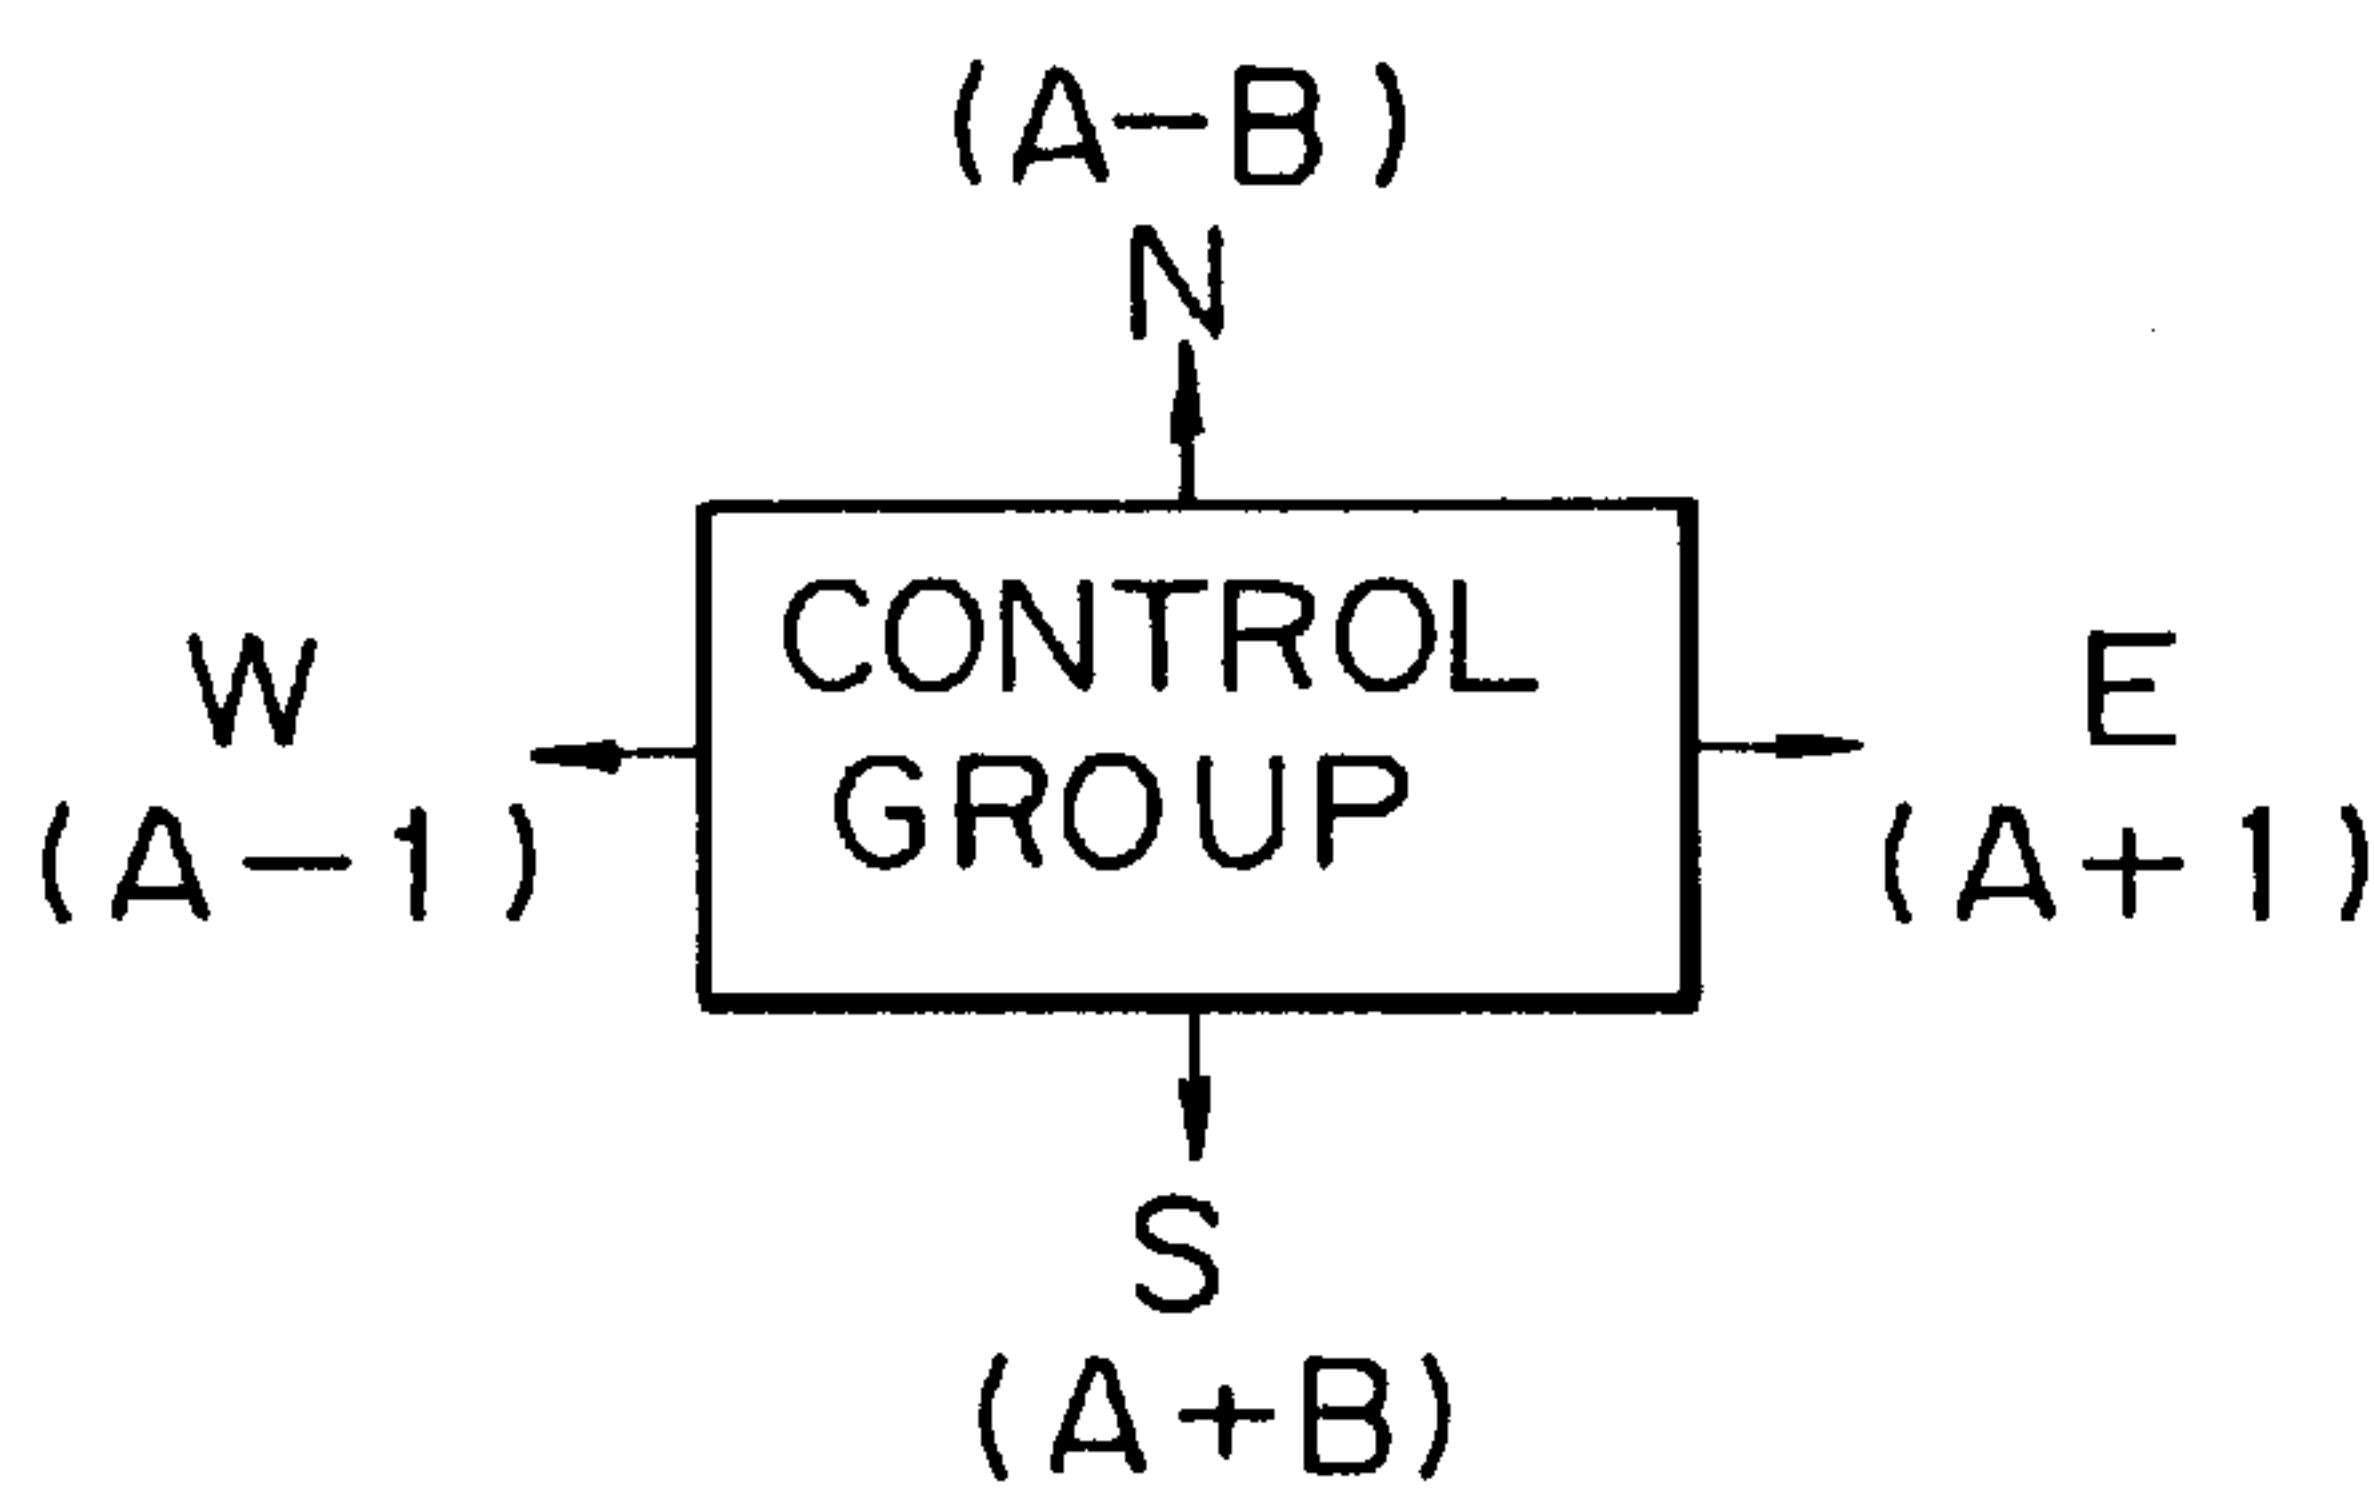 (A-B)
N
CONTROL
GROUP
W
(A-1)
E
(A+1)
S
(A+B)